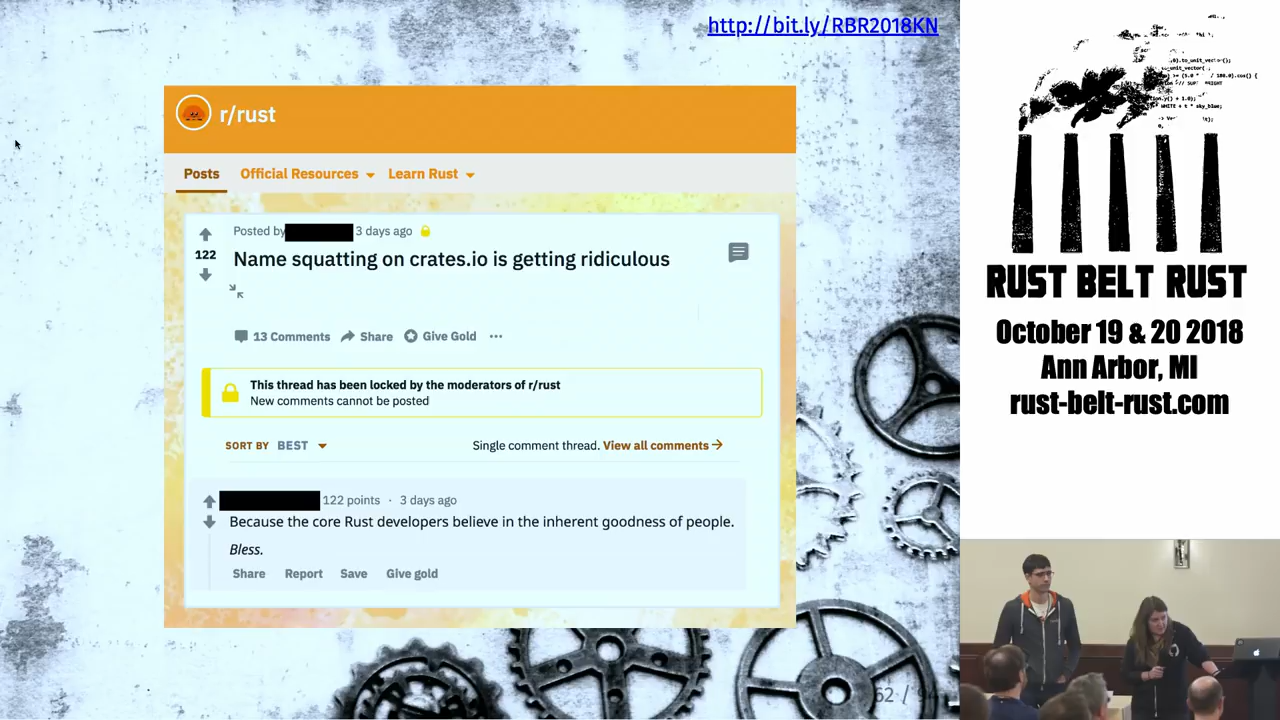 http://bit.ly/RBR2018KN
r/rust
Posts Official Resources Learn Rust
Posted by 3 days ago
122
Name squatting on crates.io is getting ridiculous
13 Comments Share Give Gold
This thread has been locked by the moderators of r/rust
New comments cannot be posted
SORT BY BEST
Single comment thread. View all comments
122 points · 3 days ago
Because the core Rust developers believe in the inherent goodness of people.
Bless.
Share Report Save Give gold
RUST BELT RUST
October 19 & 20 2018
Ann Arbor, MI
rust-belt-rust.com